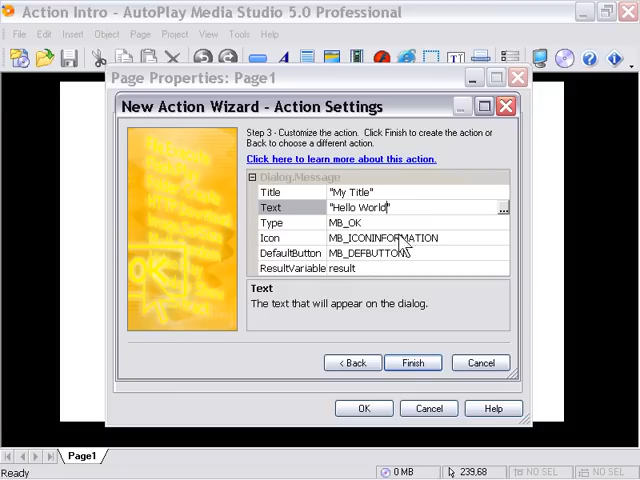 Action Intro - AutoPlay Media Studio 5.0 Professional
File Edit Insert Object Page Project View Tools Help
Page Properties: Page1
New Action Wizard - Action Settings
Step 3 - Customize the action. Click Finish to create the action or
Back to choose a different action.
Click here to learn more about this action.
Dialog.Message
Title "My Title"
Text "Hello World" ...
Type MB_OK
Icon MB_ICONINFORMATION
DefaultButton MB_DEFBUTTON
ResultVariable result
Text
The text that will appear on the dialog.
< Back Finish Cancel
OK Cancel Help
Page1
Ready 0 MB 239,68 NO SEL NO SEL